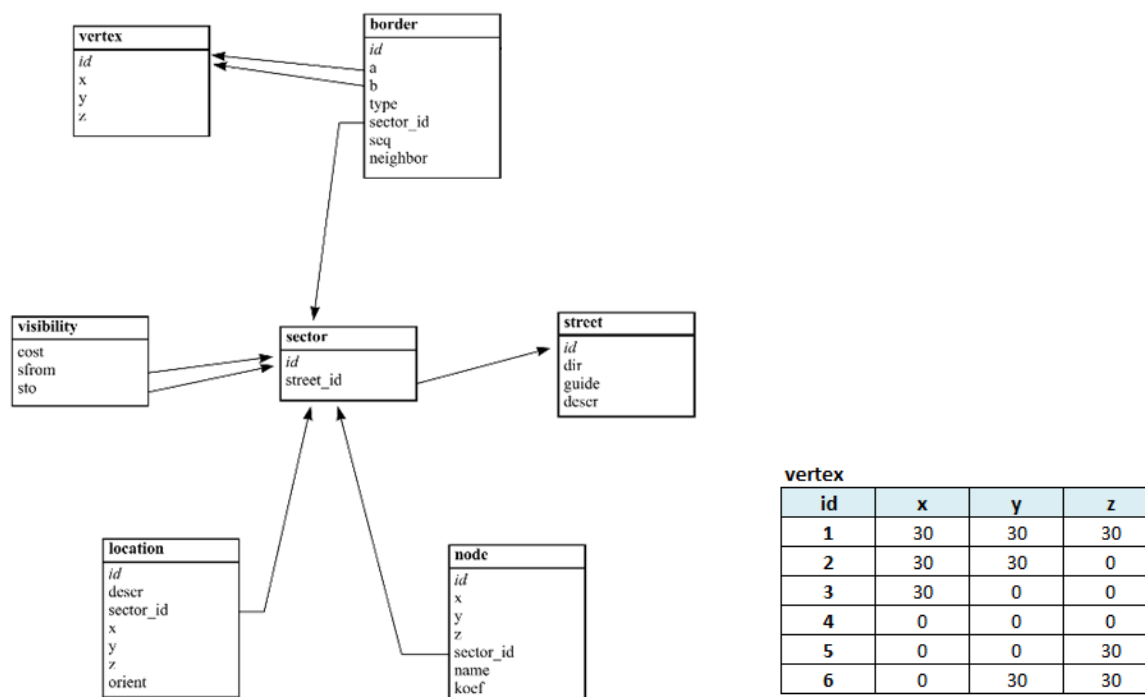 vertex
id
x
y
z
border
id
a
b
type
sector_id
seq
neighbor
visibility
cost
sfrom
sto
sector
id
street_id
street
id
dir
guide
descr
location
id
descr
sector_id
x
y
z
orient
node
id
x
y
z
sector_id
name
koef
vertex
id x y z
1 30 30 30
2 30 30 0
3 30 0 0
4 0 0 0
5 0 0 30
6 0 30 30